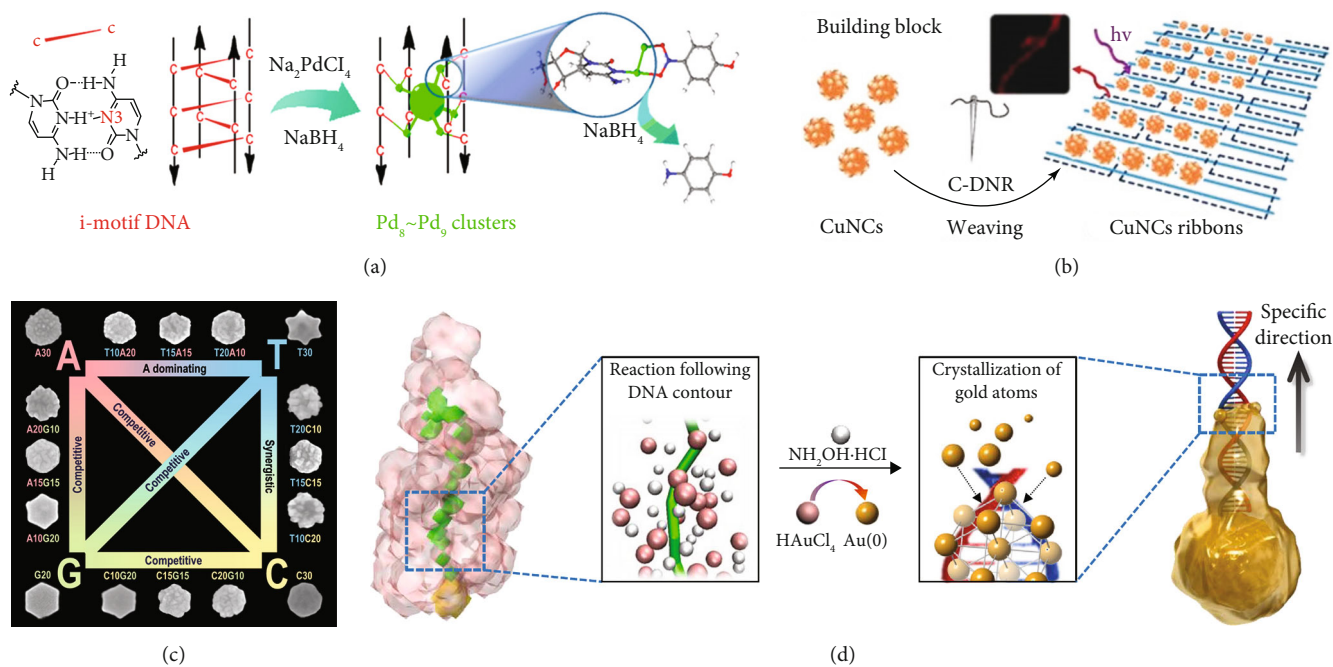 C C
O H-N H
N NH⁺ N3 N
N-H O
H H
C C C C C C C C
Na₂PdCl₄
NaBH₄
C C C C C C C
NaBH₄
i-motif DNA
Pd₈~Pd₉ clusters
(a)
Building block
hv
C-DNR
CuNCs
Weaving
CuNCs ribbons
(b)
A30
T10A20
T15A15
T20A10
T30
A
T
A dominating
A20G10
A15G15
A10G20
Competitive
Competitive
Competitive
Synergistic
T20C10
T15C15
T10C20
Competitive
G
C
G20
C10G20
C15G15
C20G10
C30
(c)
Reaction following
DNA contour
NH₂OH·HCl
HAuCl₄ Au(0)
Crystallization of
gold atoms
Specific
direction
(d)